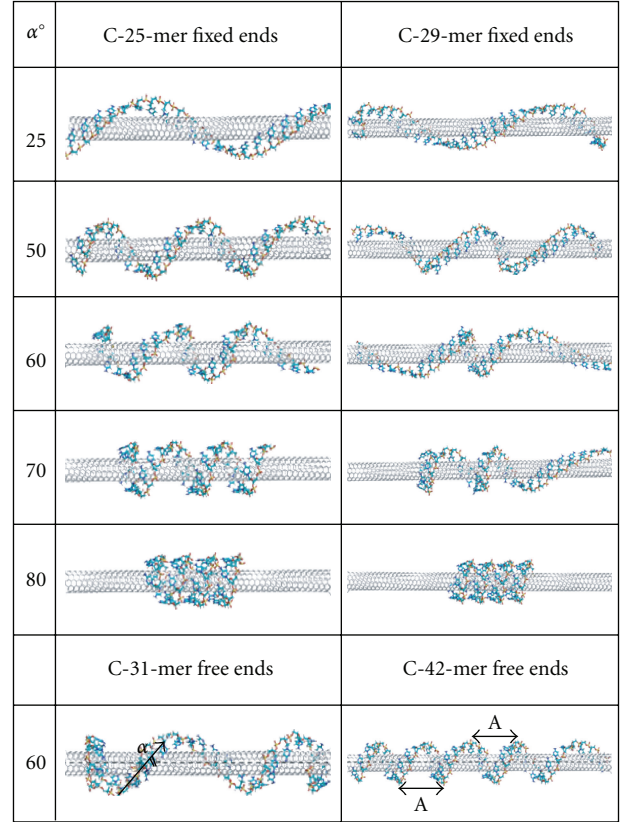 α° C-25-mer fixed ends C-29-mer fixed ends
25
50
60
70
80
C-31-mer free ends C-42-mer free ends
60 α A
A